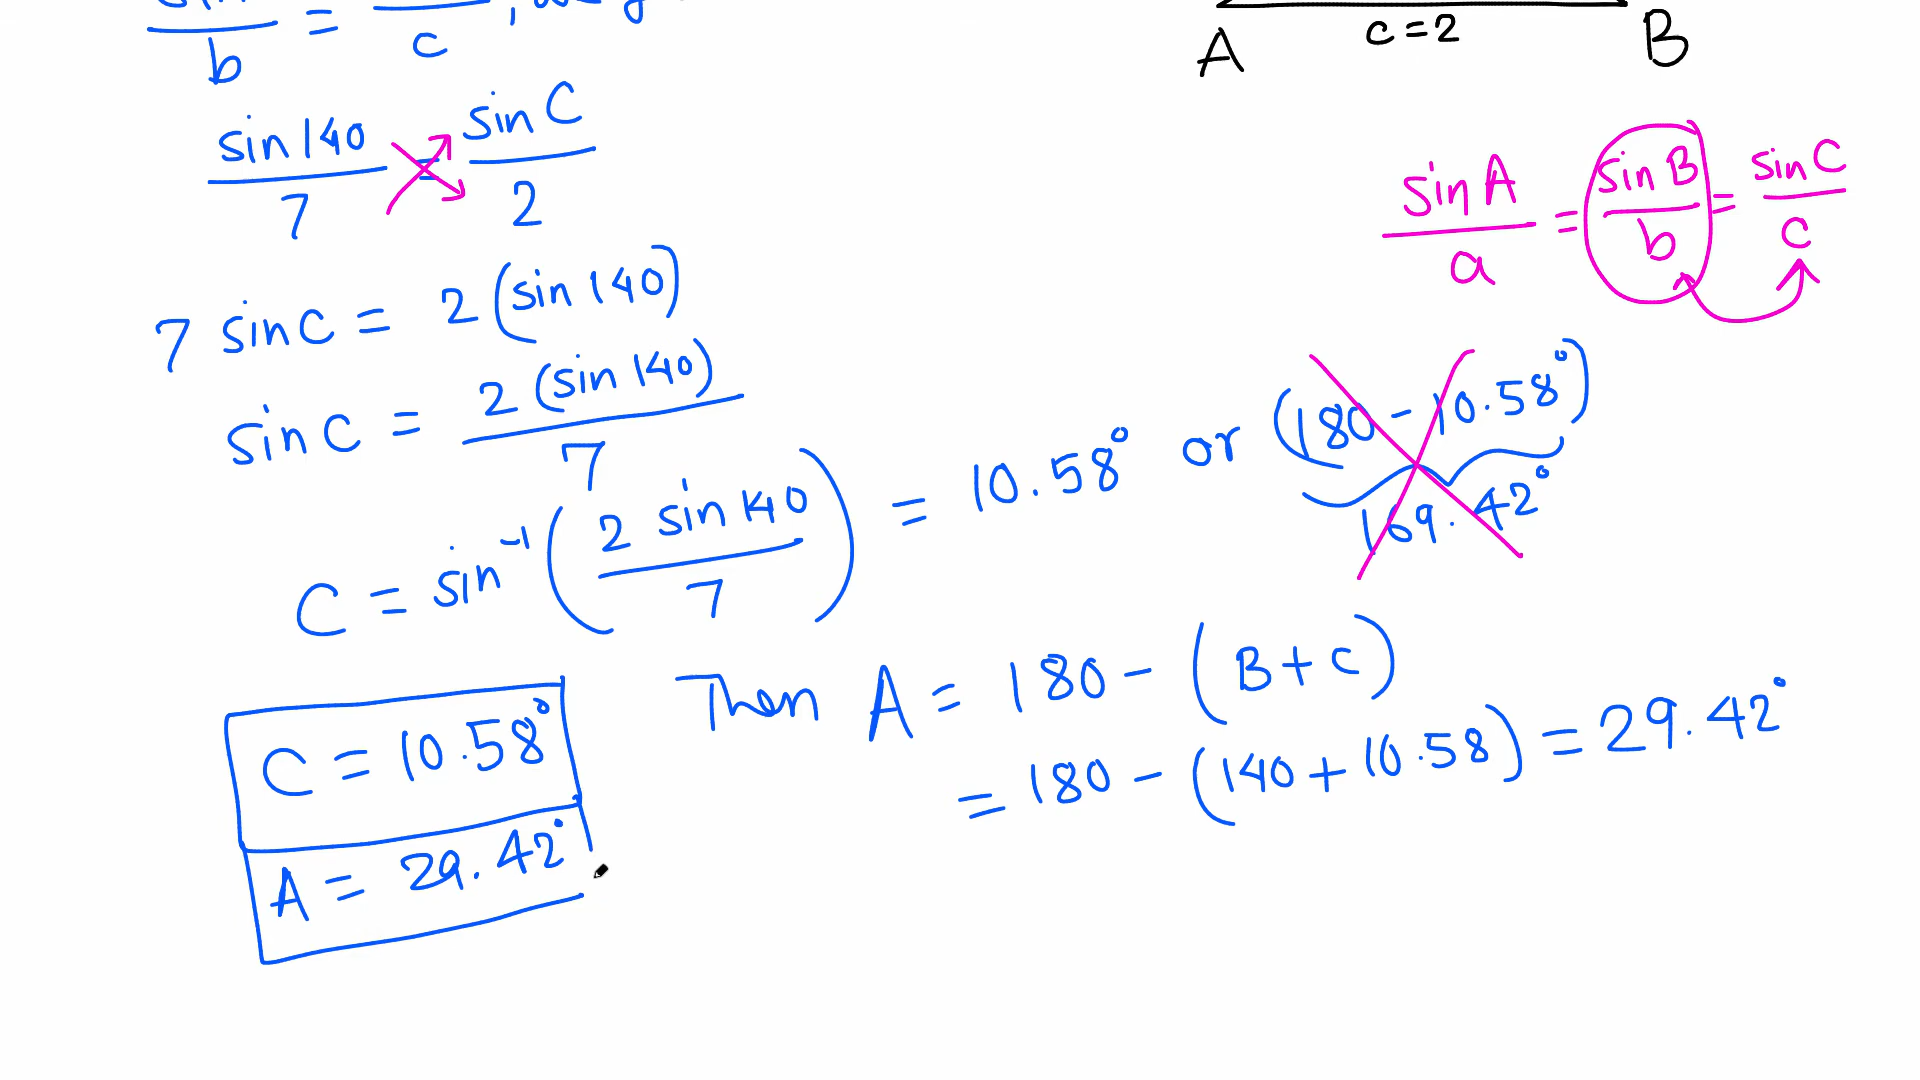 b = c
A c=2 B
sin 140 / 7 = sin C / 2
sin A / a = sin B / b = sin C / c
7 sin C = 2 (sin 140)
sin C = 2 (sin 140) / 7
C = sin⁻¹ (2 sin 140 / 7) = 10.58° or (180 - 10.58°)
169.42°
C = 10.58°
A = 29.42°
Then A = 180 - (B + C)
= 180 - (140 + 10.58) = 29.42°